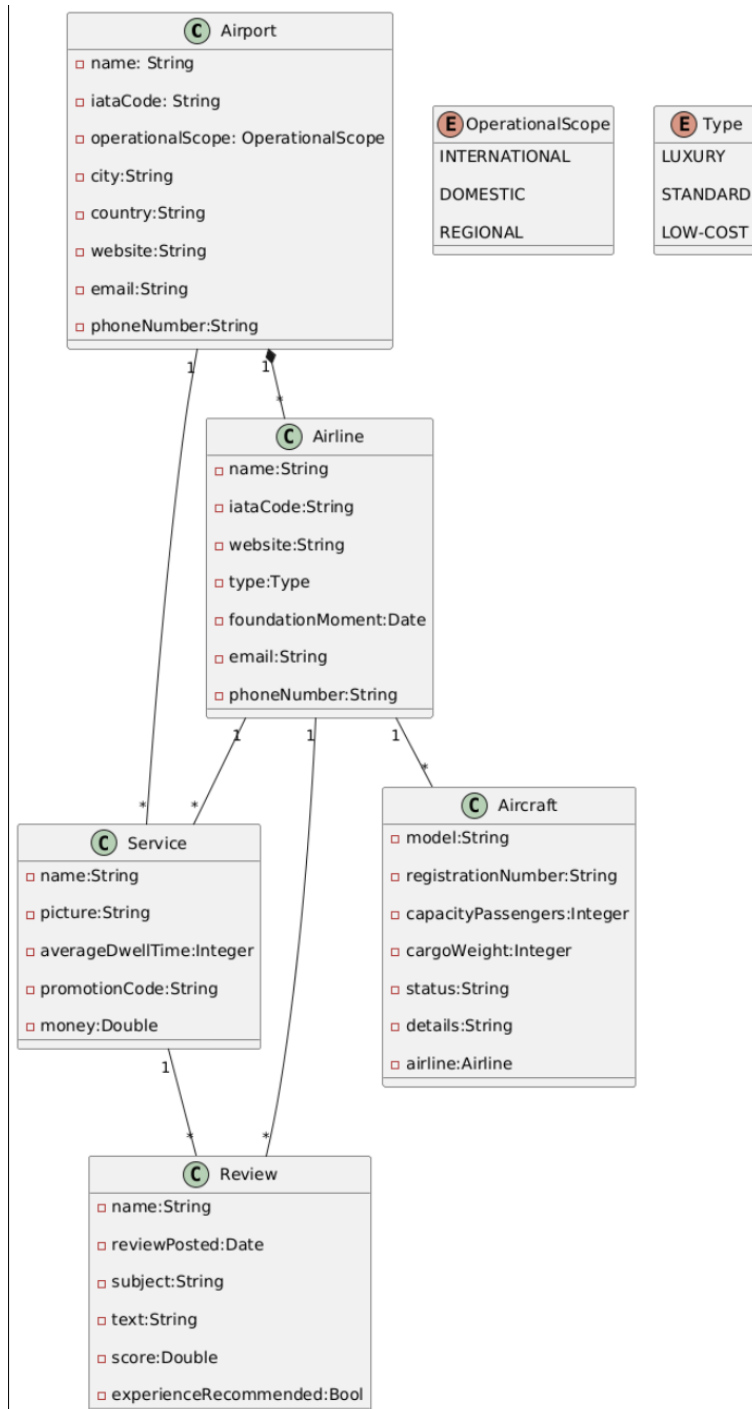 C Airport
name: String
iataCode: String
operationalScope: OperationalScope
city:String
country:String
website:String
email:String
phoneNumber:String
E OperationalScope
INTERNATIONAL
DOMESTIC
REGIONAL
E Type
LUXURY
STANDARD
LOW-COST
1
1
*
C Airline
name:String
iataCode:String
website:String
type:Type
foundationMoment:Date
email:String
phoneNumber:String
1
1
1
*
*
*
C Service
name:String
picture:String
averageDwellTime:Integer
promotionCode:String
money:Double
C Aircraft
model:String
registrationNumber:String
capacityPassengers:Integer
cargoWeight:Integer
status:String
details:String
airline:Airline
1
*
*
C Review
name:String
reviewPosted:Date
subject:String
text:String
score:Double
experienceRecommended:Bool